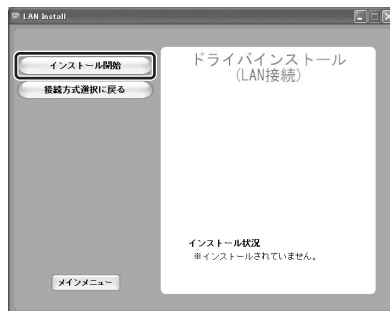 LAN Install
インストール開始
接続方式選択に戻る
ドライバインストール
(LAN接続)
インストール状況
※インストールされていません。
メインメニュー